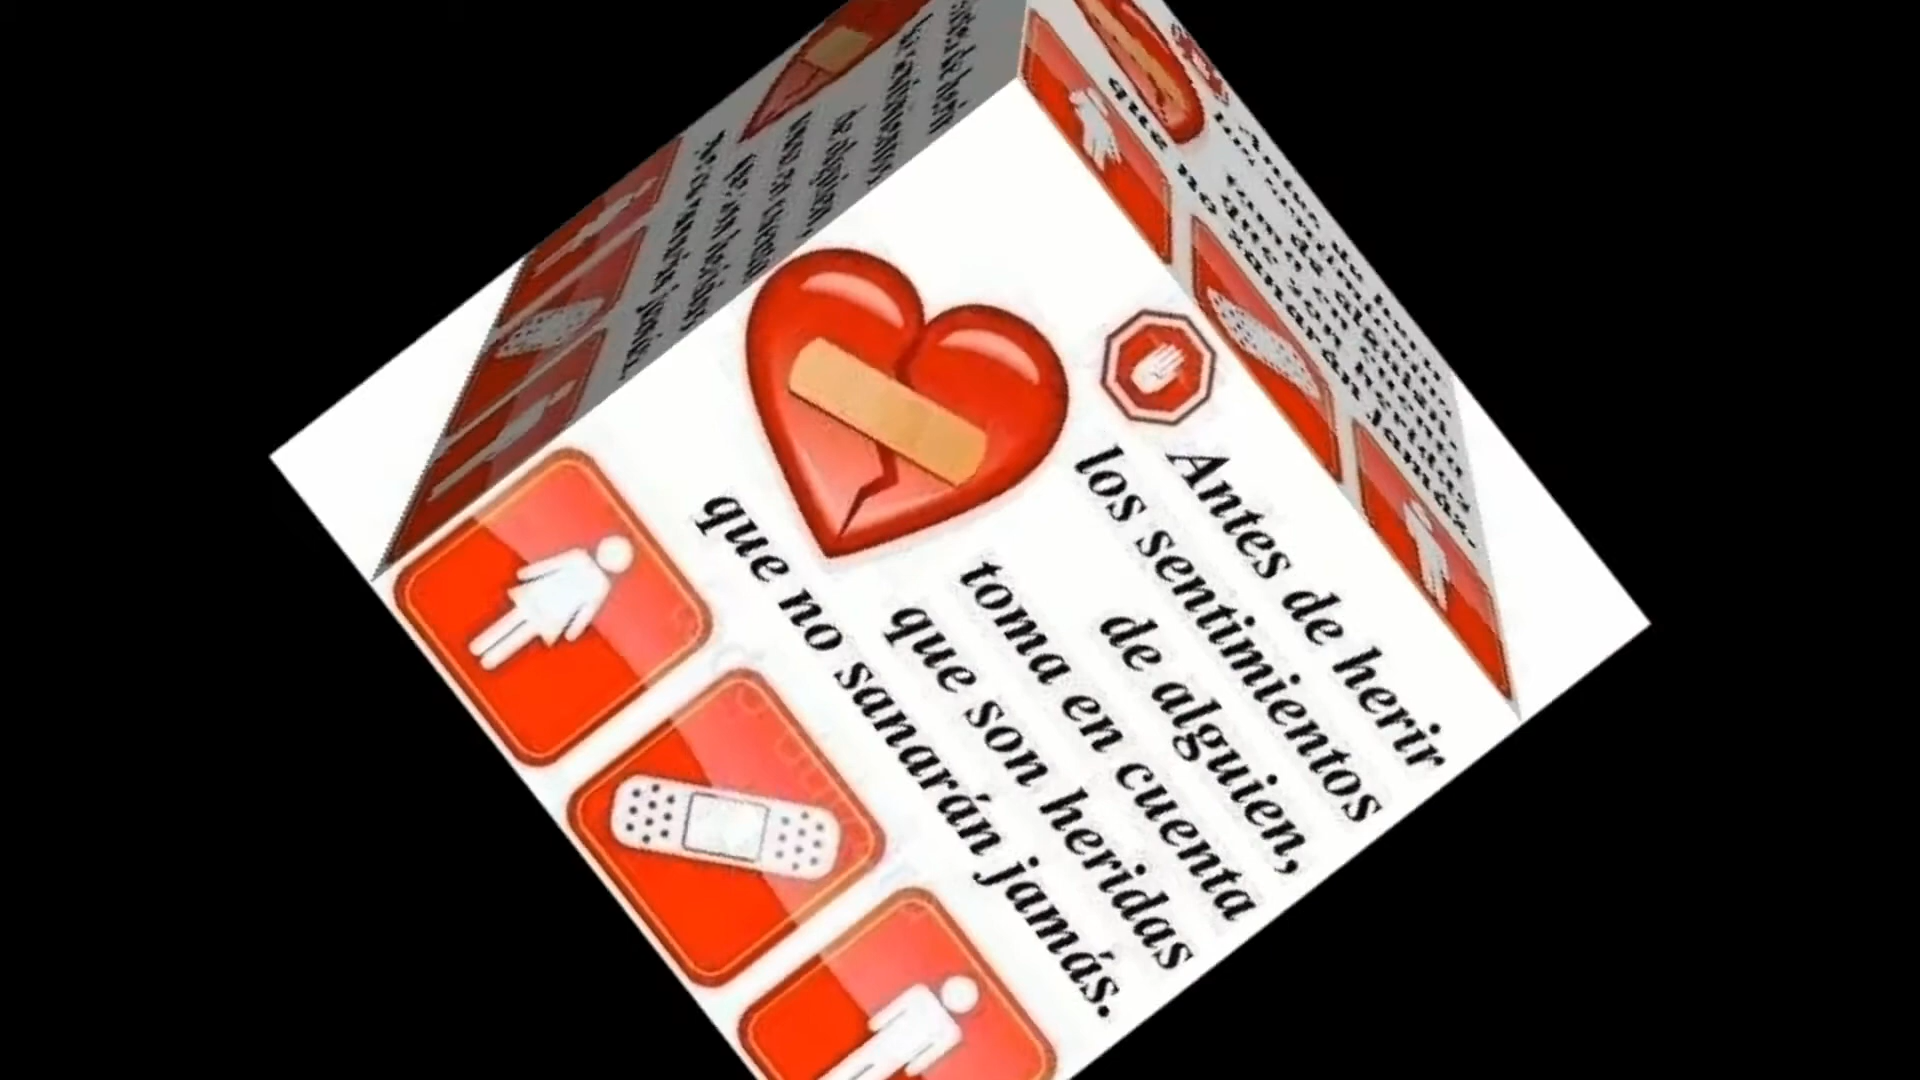 Antes de herir
los sentimientos
de alguien,
toma en cuenta
que son heridas
que no sanarán jamás.